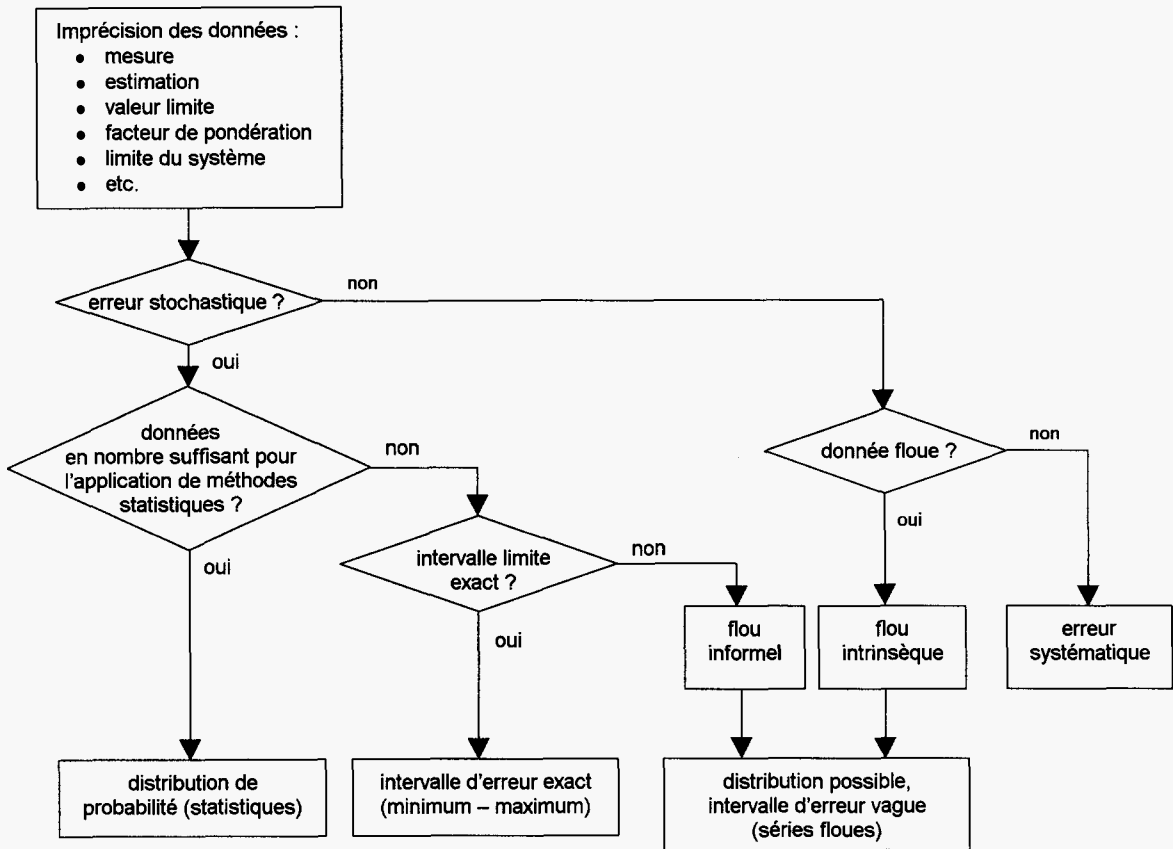 Imprécision des données :
• mesure
• estimation
• valeur limite
• facteur de pondération
• limite du système
• etc.
erreur stochastique ?
non
oui
données
en nombre suffisant pour
l'application de méthodes
statistiques ?
non
oui
donnée floue ?
non
oui
intervalle limite
exact ?
non
oui
flou
informel
flou
intrinsèque
erreur
systématique
distribution de
probabilité (statistiques)
intervalle d'erreur exact
(minimum – maximum)
distribution possible,
intervalle d'erreur vague
(séries floues)